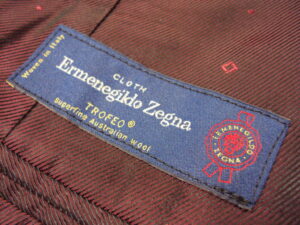 Woven in Italy
CLOTH
Ermenegildo Zegna
TROFEO ®
superfine Australian wool
ERMENEGILDO
ZEGNA